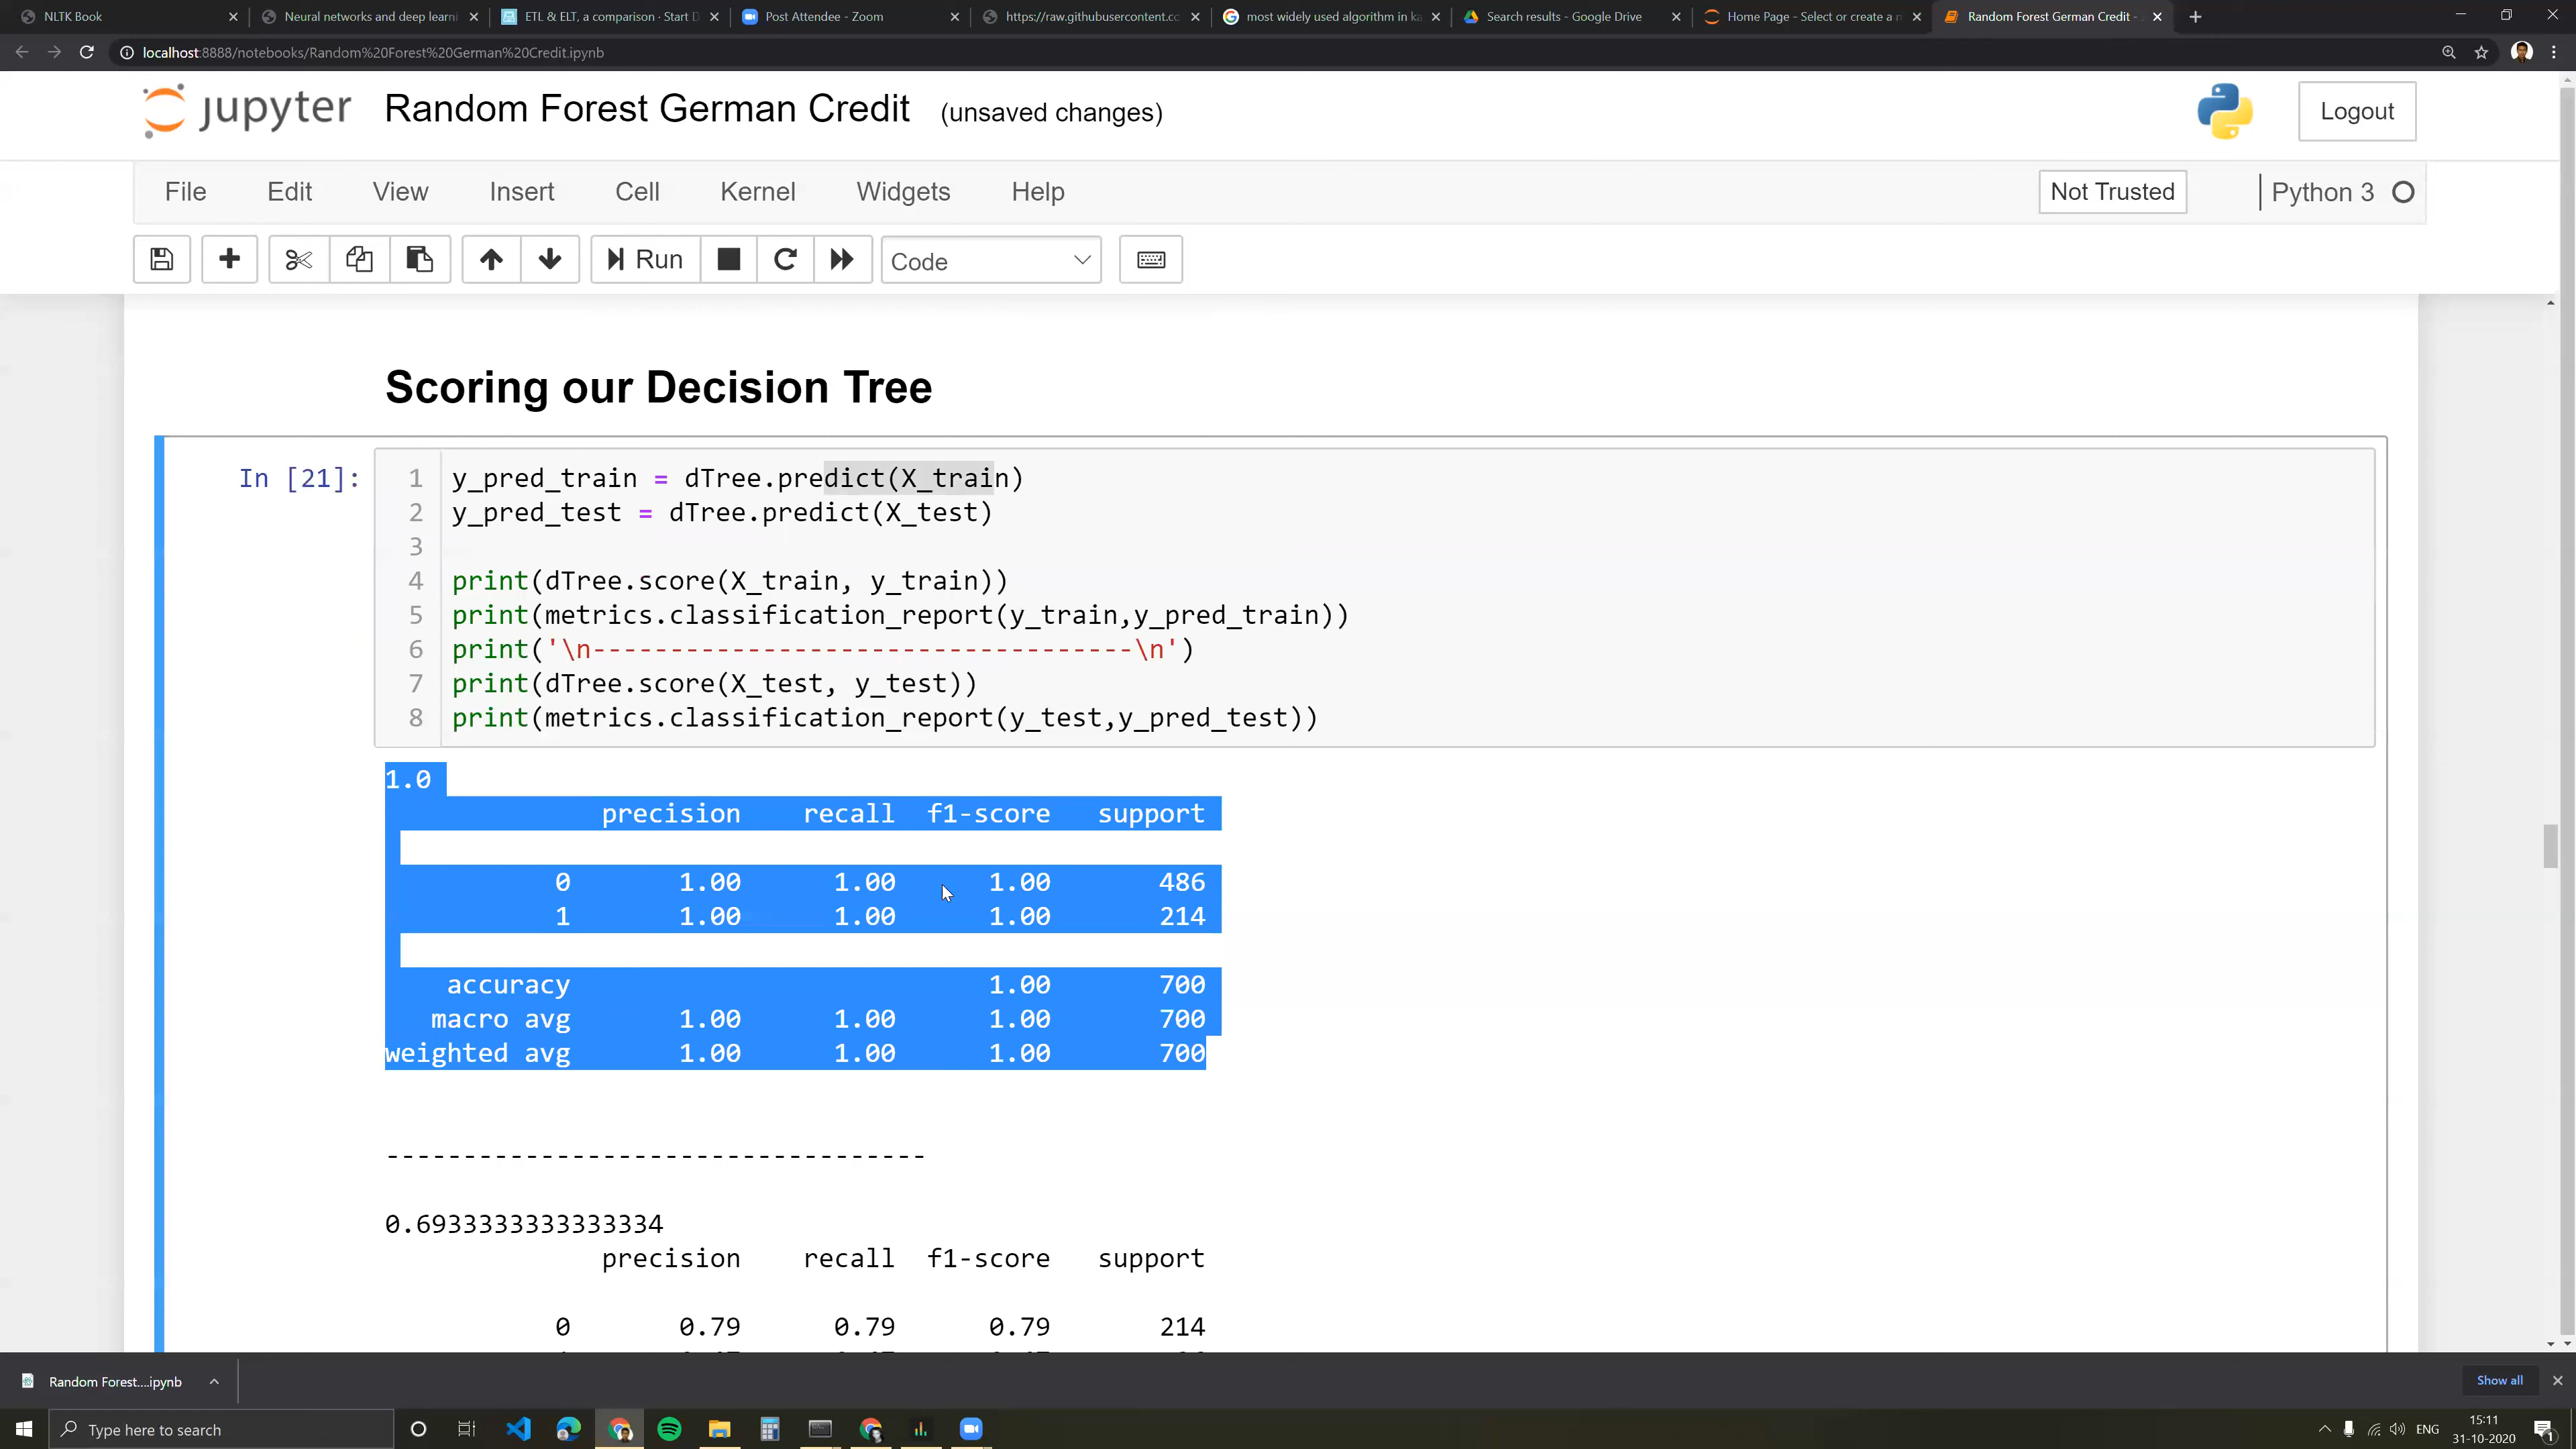 NLTK Book
Neural networks and deep learni
ETL & ELT, a comparison · Start D
Post Attendee - Zoom
https://raw.githubusercontent.cc
most widely used algorithm in ka
Search results - Google Drive
Home Page - Select or create a n
Random Forest German Credit -
localhost:8888/notebooks/Random%20Forest%20German%20Credit.ipynb
jupyter Random Forest German Credit (unsaved changes)
Logout
File Edit View Insert Cell Kernel Widgets Help
Not Trusted
Python 3
Run
Code
Scoring our Decision Tree
In [21]:
1 y_pred_train = dTree.predict(X_train)
2 y_pred_test = dTree.predict(X_test)
3
4 print(dTree.score(X_train, y_train))
5 print(metrics.classification_report(y_train,y_pred_train))
6 print('\n-----------------------------------\n')
7 print(dTree.score(X_test, y_test))
8 print(metrics.classification_report(y_test,y_pred_test))
1.0
precision recall f1-score support
0 1.00 1.00 1.00 486
1 1.00 1.00 1.00 214
accuracy 1.00 700
macro avg 1.00 1.00 1.00 700
weighted avg 1.00 1.00 1.00 700
-----------------------------------
0.6933333333333334
precision recall f1-score support
0 0.79 0.79 0.79 214
Random Forest....ipynb
Show all
Type here to search
ENG
15:11
31-10-2020
1